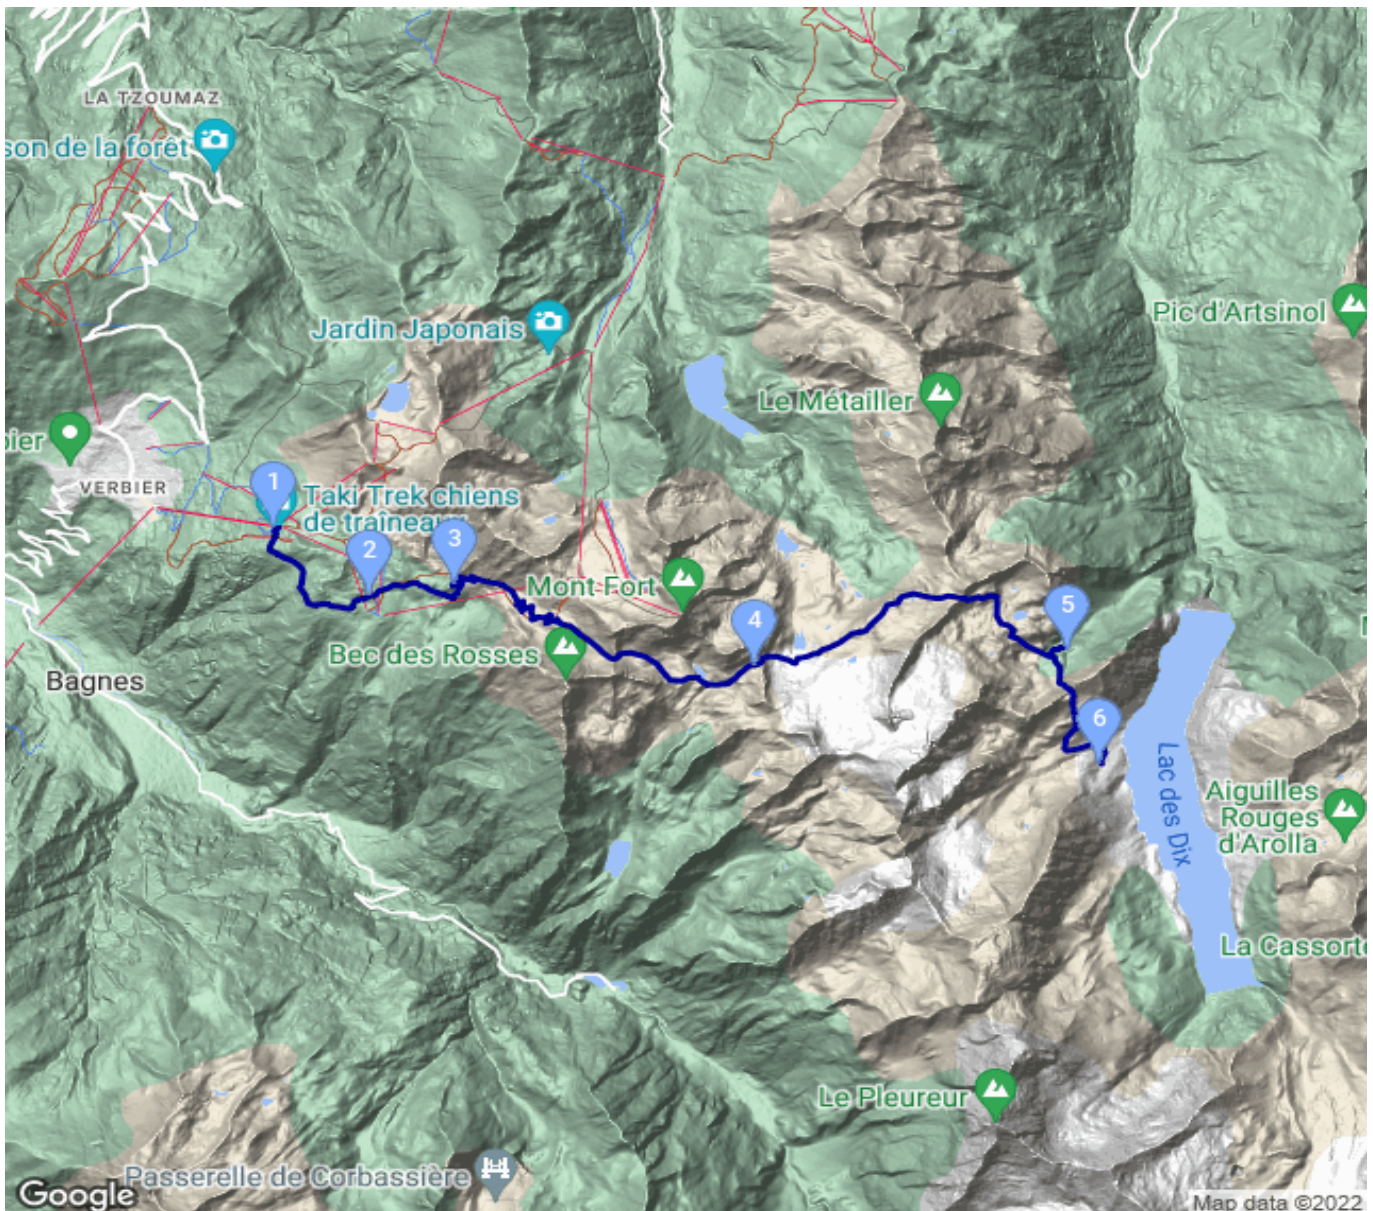 LA TZOUMAZ
son de la forêt
Jardin Japonais
Pic d'Artsinol
Le Métailler
bier
VERBIER
1
Taki Trek chiens
de traîneaux
2
3
Mont Fort
4
5
Bec des Rosses
Bagnes
6
Lac des Dix
Aiguilles
Rouges
d'Arolla
La Cassorte
Le Pleureur
Passerelle de Corbassière
Google
Map data ©2022